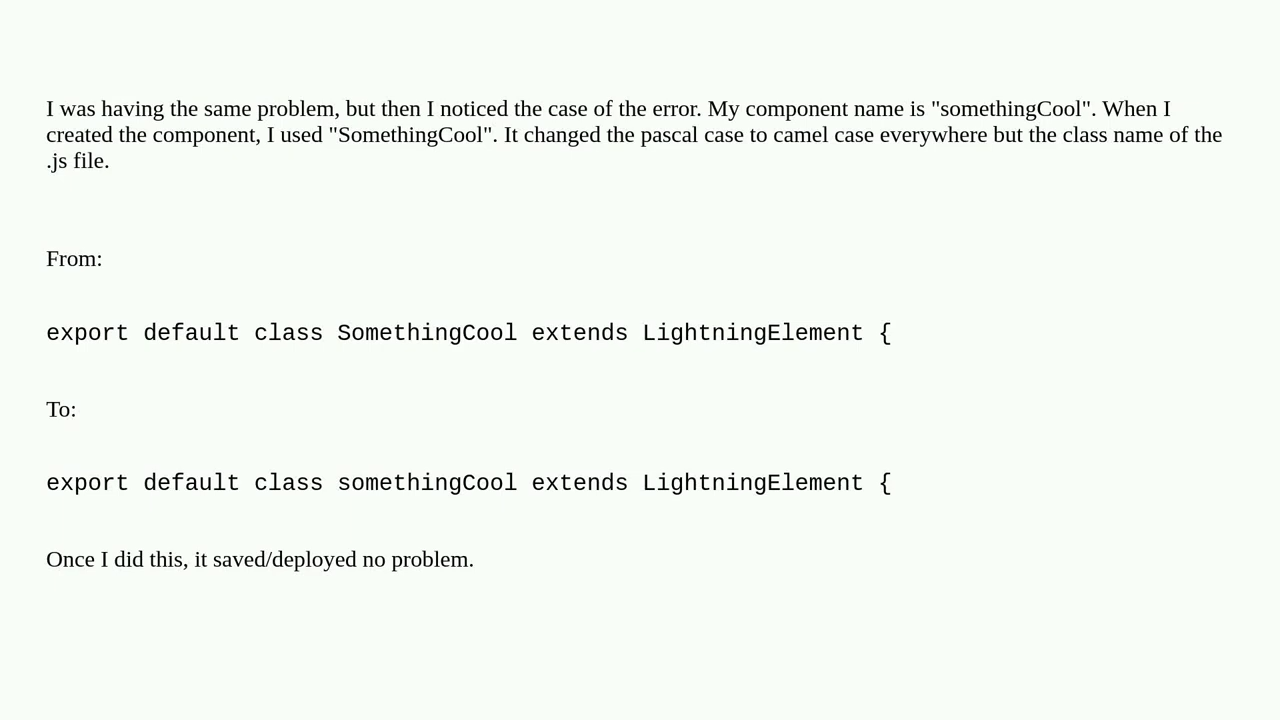 I was having the same problem, but then I noticed the case of the error. My component name is "somethingCool". When I
created the component, I used "SomethingCool". It changed the pascal case to camel case everywhere but the class name of the
.js file.
From:
export default class SomethingCool extends LightningElement {
To:
export default class somethingCool extends LightningElement {
Once I did this, it saved/deployed no problem.